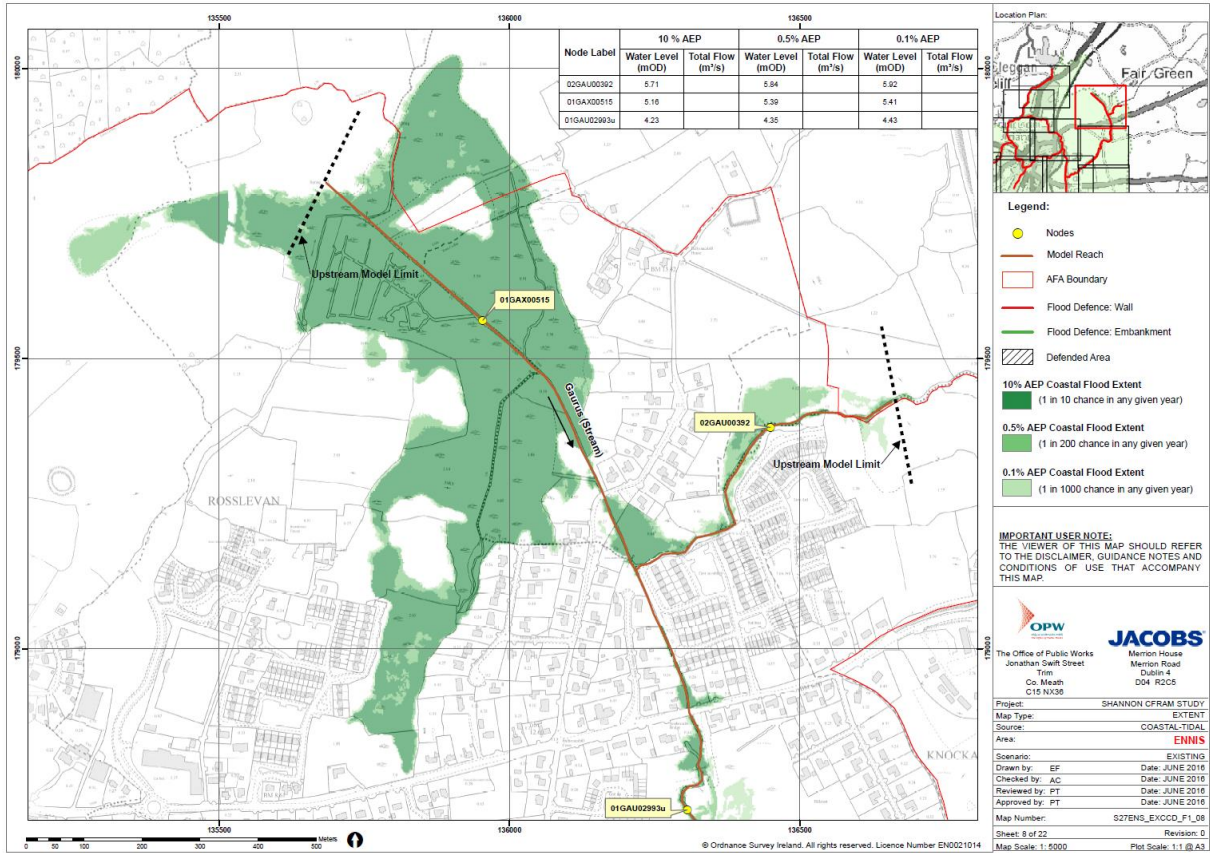 135500
136000
136500
180000
179500
179000
180000
179500
179000
135500
136000
136500
Node Label
10 % AEP
0.5% AEP
0.1% AEP
Water Level (mOD)
Total Flow (m³/s)
Water Level (mOD)
Total Flow (m³/s)
Water Level (mOD)
Total Flow (m³/s)
02GAU00392 5.71 5.84 5.92
01GAX00515 5.16 5.39 5.41
01GAU02993u 4.23 4.35 4.43
Upstream Model Limit
01GAX00515
Gaurus (Stream)
02GAU00392
Upstream Model Limit
ROSSLEVAN
KNOCKA
01GAU02993u
0 50 100 200 300 400 500
Meters
© Ordnance Survey Ireland. All rights reserved. Licence Number EN0021014
Location Plan:
Fair Green
Legend:
Nodes
Model Reach
AFA Boundary
Flood Defence: Wall
Flood Defence: Embankment
Defended Area
10% AEP Coastal Flood Extent
(1 in 10 chance in any given year)
0.5% AEP Coastal Flood Extent
(1 in 200 chance in any given year)
0.1% AEP Coastal Flood Extent
(1 in 1000 chance in any given year)
IMPORTANT USER NOTE:
THE VIEWER OF THIS MAP SHOULD REFER
TO THE DISCLAIMER, GUIDANCE NOTES AND
CONDITIONS OF USE THAT ACCOMPANY
THIS MAP.
OPW
The Office of Public Works
Jonathan Swift Street
Trim
Co. Meath
C15 NX36
JACOBS
Merrion House
Merrion Road
Dublin 4
D04 R2C5
Project: SHANNON CFRAM STUDY
Map Type: EXTENT
Source: COASTAL-TIDAL
Area: ENNIS
Scenario: EXISTING
Drawn by: EF Date: JUNE 2016
Checked by: AC Date: JUNE 2016
Reviewed by: PT Date: JUNE 2016
Approved by: PT Date: JUNE 2016
Map Number: S27ENS_EXCCD_F1_08
Sheet: 8 of 22 Revision: 0
Map Scale: 1: 5000 Plot Scale: 1:1 @ A3